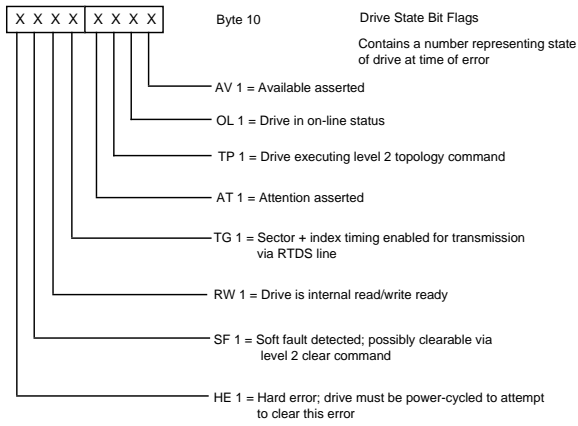 X X X X X X X X
Byte 10
Drive State Bit Flags
Contains a number representing state
of drive at time of error
AV 1 = Available asserted
OL 1 = Drive in on-line status
TP 1 = Drive executing level 2 topology command
AT 1 = Attention asserted
TG 1 = Sector + index timing enabled for transmission
via RTDS line
RW 1 = Drive is internal read/write ready
SF 1 = Soft fault detected; possibly clearable via
level 2 clear command
HE 1 = Hard error; drive must be power-cycled to attempt
to clear this error